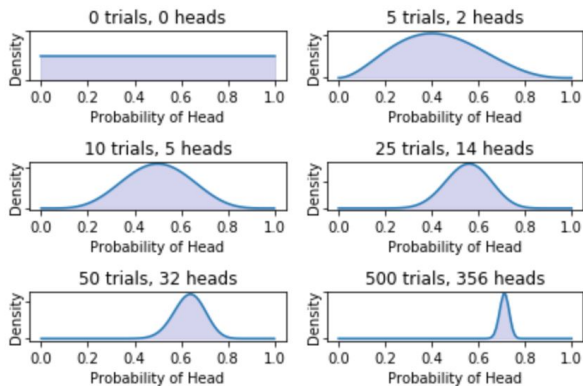 0 trials, 0 heads
Density
0.0 0.2 0.4 0.6 0.8 1.0
Probability of Head
5 trials, 2 heads
Density
0.0 0.2 0.4 0.6 0.8 1.0
Probability of Head
10 trials, 5 heads
Density
0.0 0.2 0.4 0.6 0.8 1.0
Probability of Head
25 trials, 14 heads
Density
0.0 0.2 0.4 0.6 0.8 1.0
Probability of Head
50 trials, 32 heads
Density
0.0 0.2 0.4 0.6 0.8 1.0
Probability of Head
500 trials, 356 heads
Density
0.0 0.2 0.4 0.6 0.8 1.0
Probability of Head